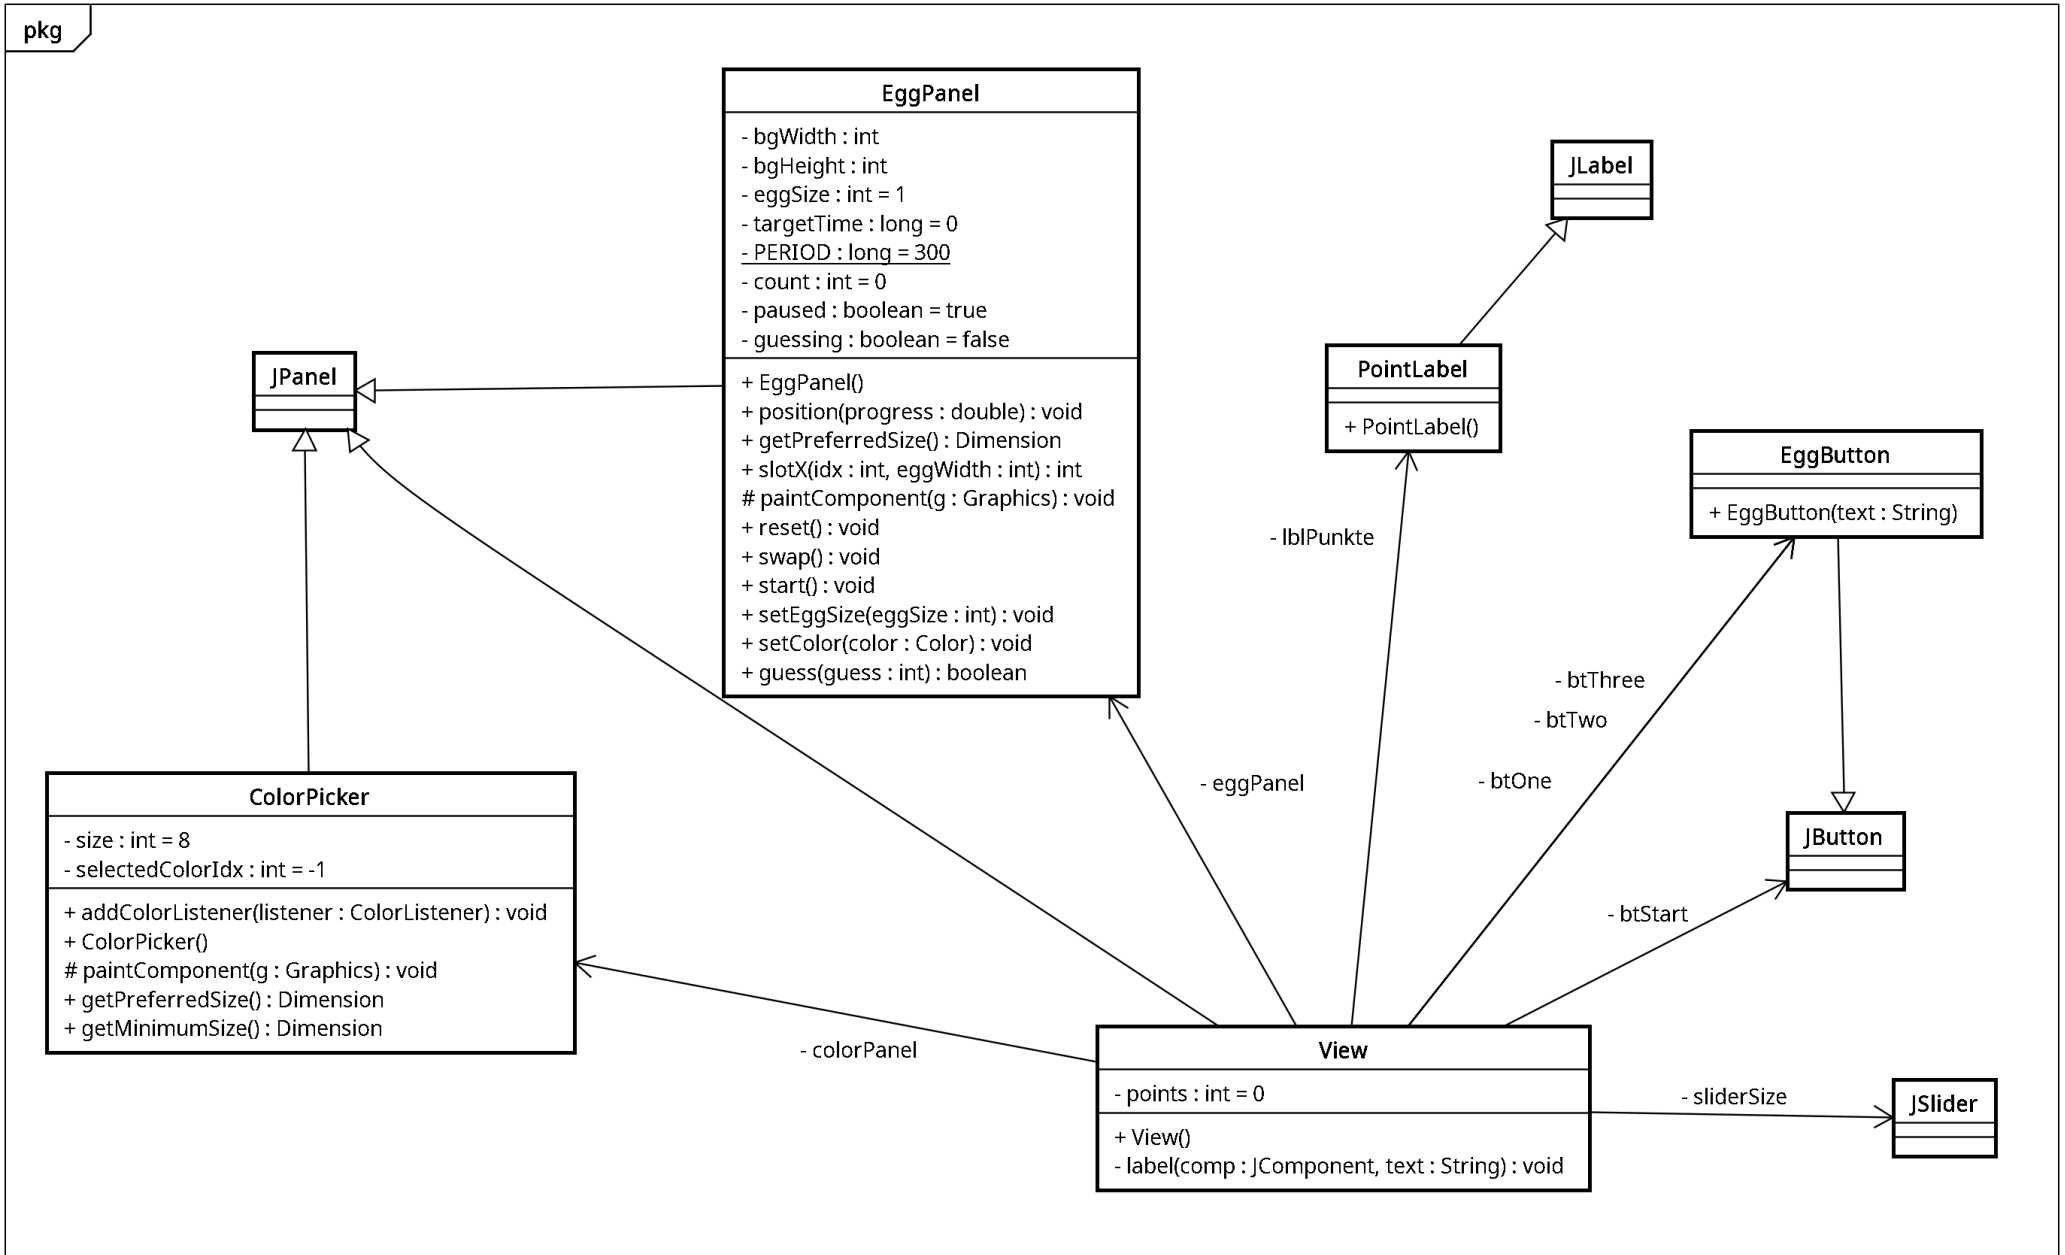 pkg
EggPanel
- bgWidth : int
- bgHeight : int
- eggSize : int = 1
- targetTime : long = 0
- PERIOD : long = 300
- count : int = 0
- paused : boolean = true
- guessing : boolean = false
+ EggPanel()
+ position(progress : double) : void
+ getPreferredSize() : Dimension
+ slotX(idx : int, eggWidth : int) : int
# paintComponent(g : Graphics) : void
+ reset() : void
+ swap() : void
+ start() : void
+ setEggSize(eggSize : int) : void
+ setColor(color : Color) : void
+ guess(guess : int) : boolean
JLabel
JPanel
PointLabel
+ PointLabel()
EggButton
+ EggButton(text : String)
- lblPunkte
- btThree
- btTwo
- btOne
- eggPanel
ColorPicker
- size : int = 8
- selectedColorIdx : int = -1
+ addColorListener(listener : ColorListener) : void
+ ColorPicker()
# paintComponent(g : Graphics) : void
+ getPreferredSize() : Dimension
+ getMinimumSize() : Dimension
JButton
- btStart
- colorPanel
View
- points : int = 0
+ View()
- label(comp : JComponent, text : String) : void
- sliderSize
JSlider